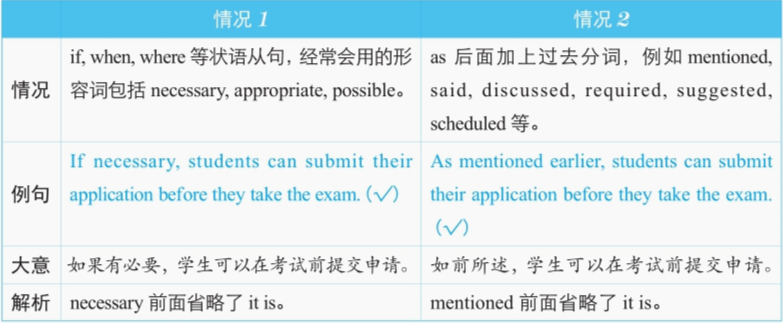 情况 1
情况 2
情况
if, when, where 等状语从句，经常会用的形
容词包括 necessary, appropriate, possible。
as 后面加上过去分词，例如 mentioned,
said, discussed, required, suggested,
scheduled 等。
例句
If necessary, students can submit their
application before they take the exam. (√)
As mentioned earlier, students can submit
their application before they take the exam.
(√)
大意
如果有必要，学生可以在考试前提交申请。
如前所述，学生可以在考试前提交申请。
解析
necessary 前面省略了 it is。
mentioned 前面省略了 it is。